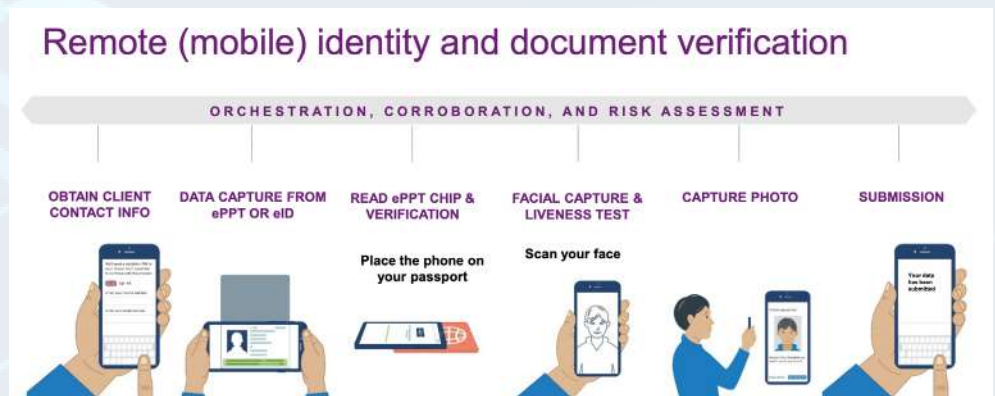 Remote (mobile) identity and document verification
ORCHESTRATION, CORROBORATION, AND RISK ASSESSMENT
OBTAIN CLIENT
CONTACT INFO
DATA CAPTURE FROM
ePPT OR eID
READ ePPT CHIP &
VERIFICATION
FACIAL CAPTURE &
LIVENESS TEST
CAPTURE PHOTO
SUBMISSION
Place the phone on
your passport
Scan your face
Your data
has been
submitted